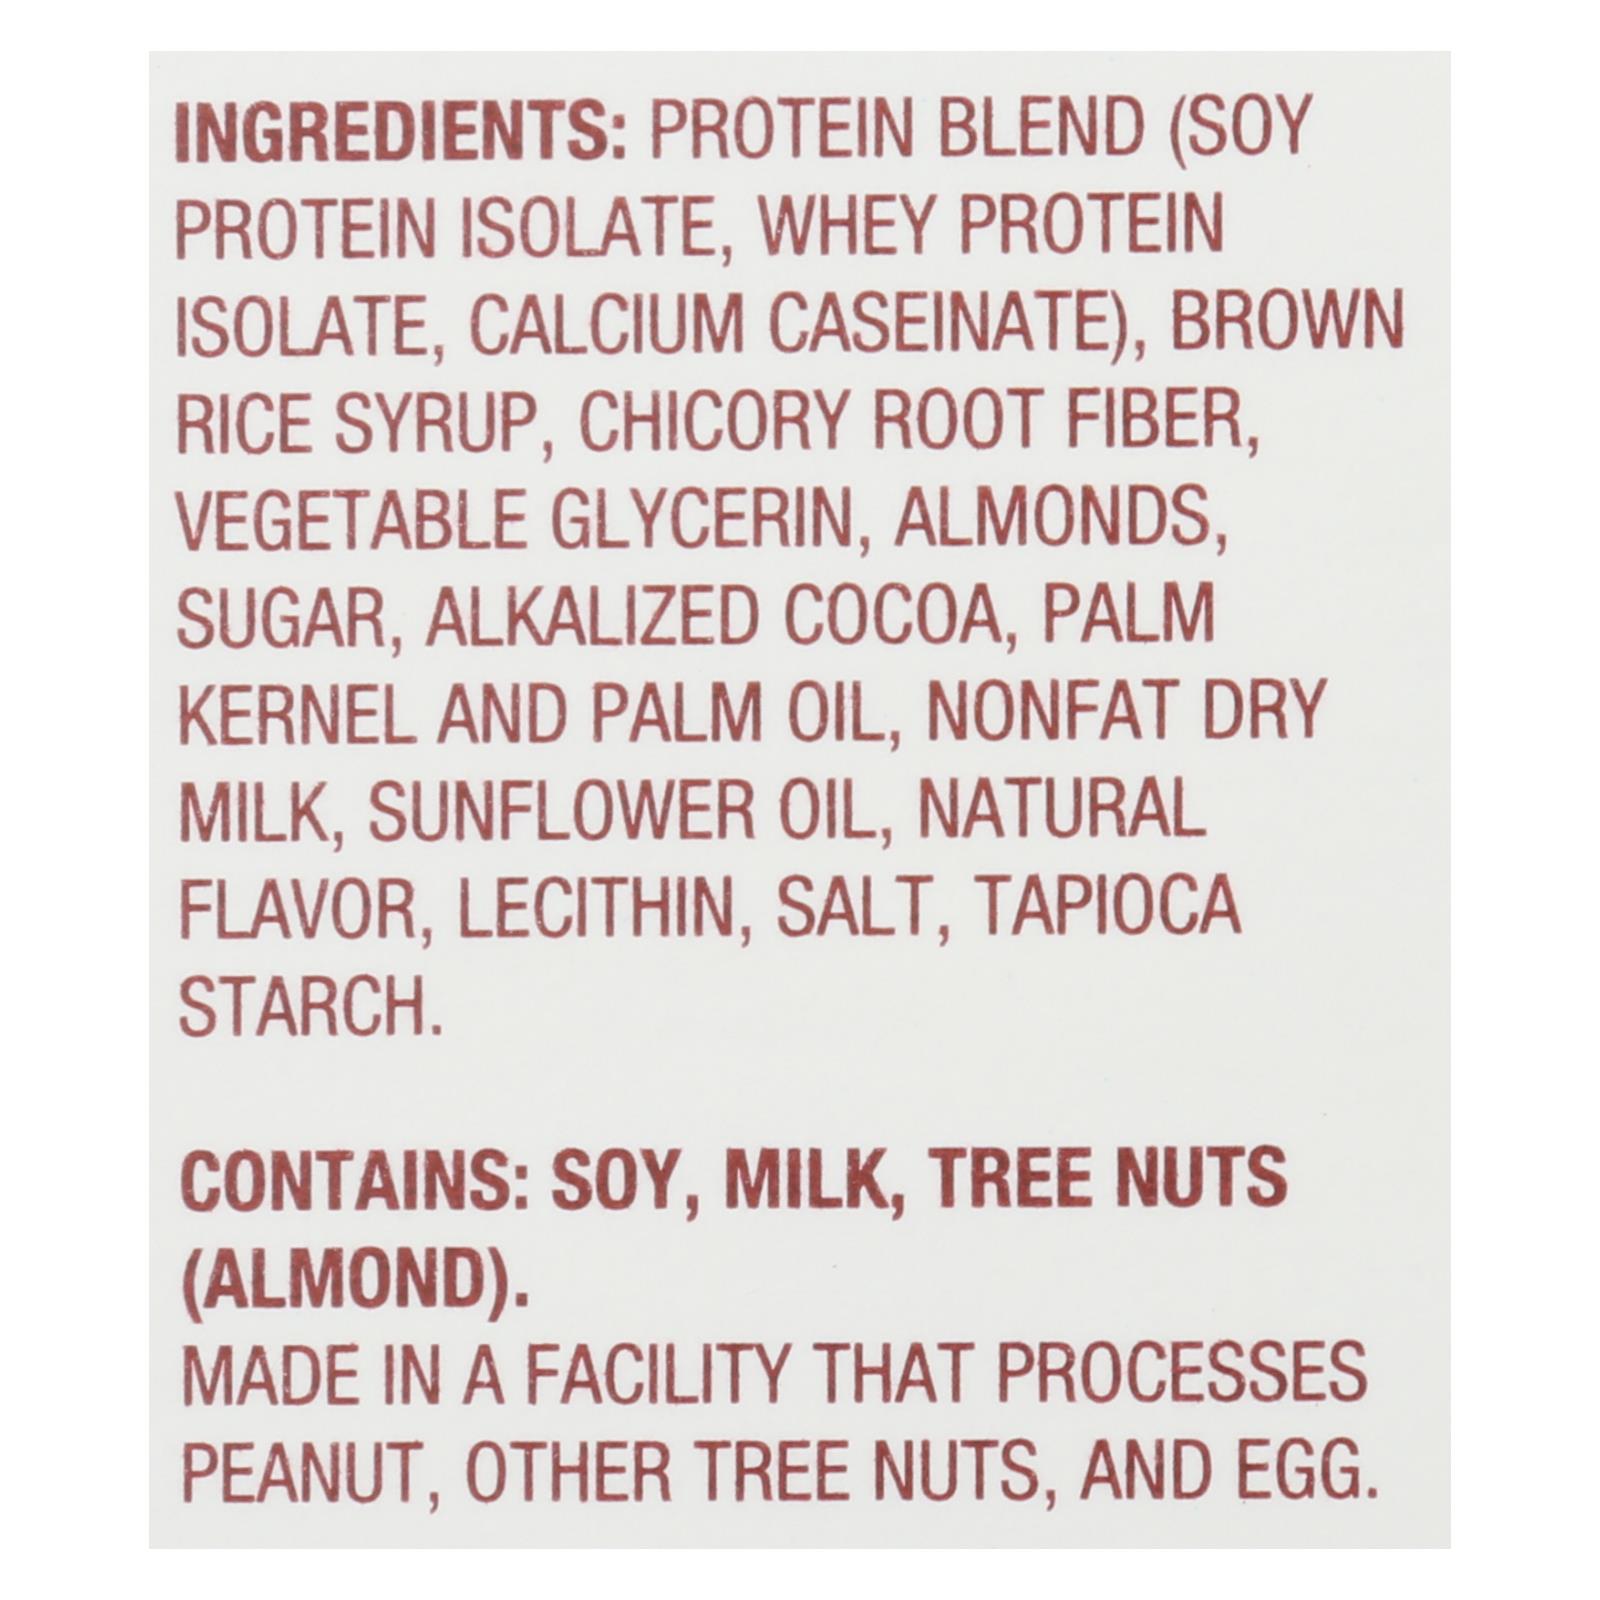 INGREDIENTS: PROTEIN BLEND (SOY
PROTEIN ISOLATE, WHEY PROTEIN
ISOLATE, CALCIUM CASEINATE), BROWN
RICE SYRUP, CHICORY ROOT FIBER,
VEGETABLE GLYCERIN, ALMONDS,
SUGAR, ALKALIZED COCOA, PALM
KERNEL AND PALM OIL, NONFAT DRY
MILK, SUNFLOWER OIL, NATURAL
FLAVOR, LECITHIN, SALT, TAPIOCA
STARCH.
CONTAINS: SOY, MILK, TREE NUTS
(ALMOND).
MADE IN A FACILITY THAT PROCESSES
PEANUT, OTHER TREE NUTS, AND EGG.